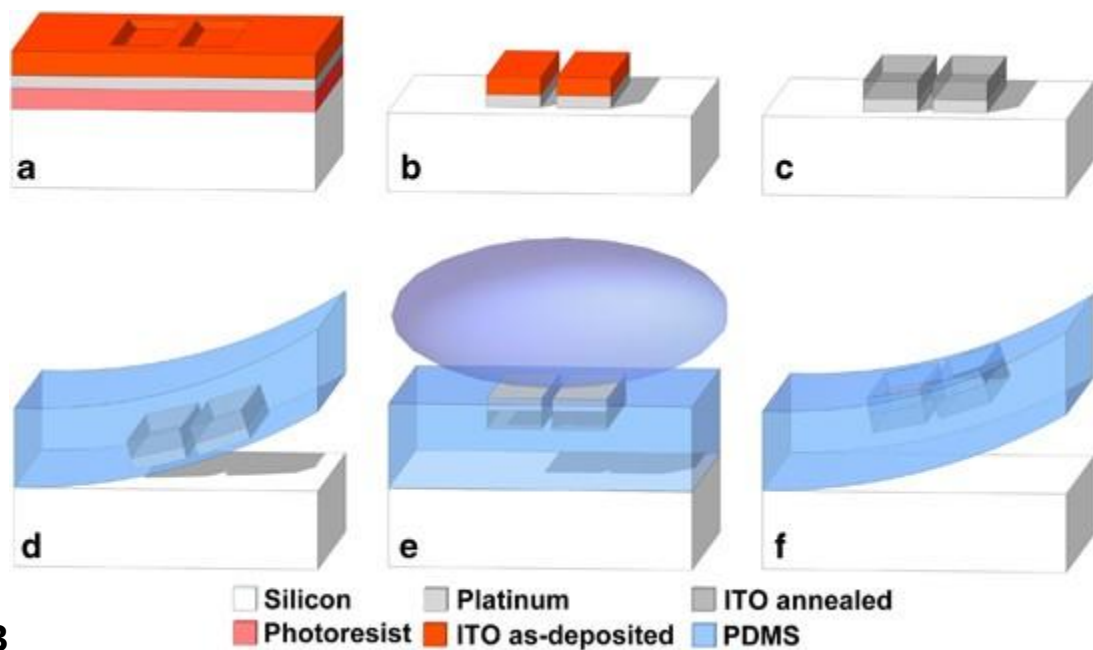 a
b
c
d
e
f
Silicon
Platinum
ITO annealed
Photoresist
ITO as-deposited
PDMS